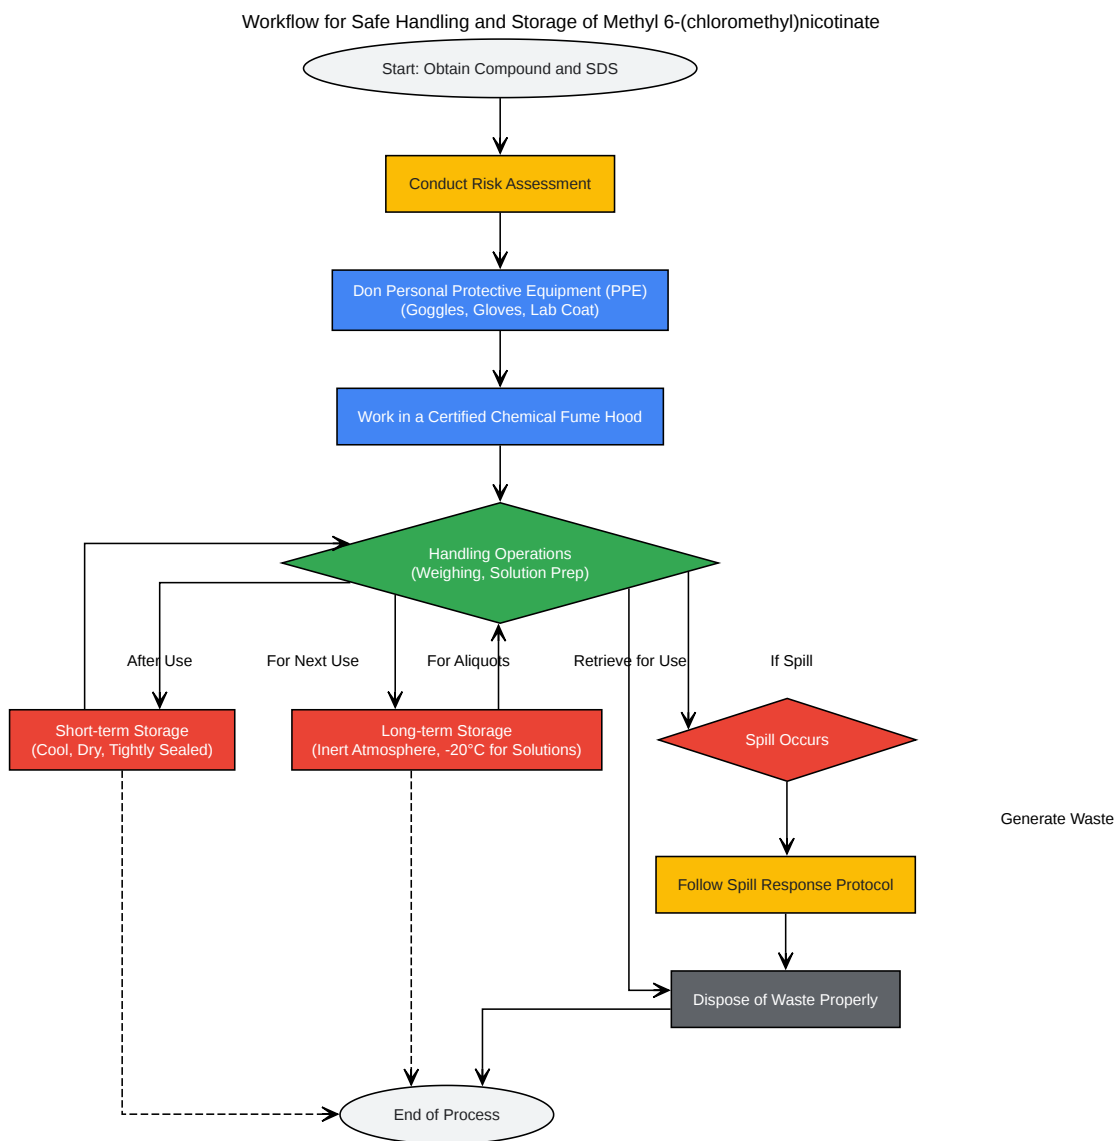 Workflow for Safe Handling and Storage of Methyl 6-(chloromethyl)nicotinate
Start: Obtain Compound and SDS
Conduct Risk Assessment
Don Personal Protective Equipment (PPE)
(Goggles, Gloves, Lab Coat)
Work in a Certified Chemical Fume Hood
Handling Operations
(Weighing, Solution Prep)
After Use
For Next Use
For Aliquots
Retrieve for Use
If Spill
Short-term Storage
(Cool, Dry, Tightly Sealed)
Long-term Storage
(Inert Atmosphere, -20°C for Solutions)
Spill Occurs
Generate Waste
Follow Spill Response Protocol
Dispose of Waste Properly
End of Process